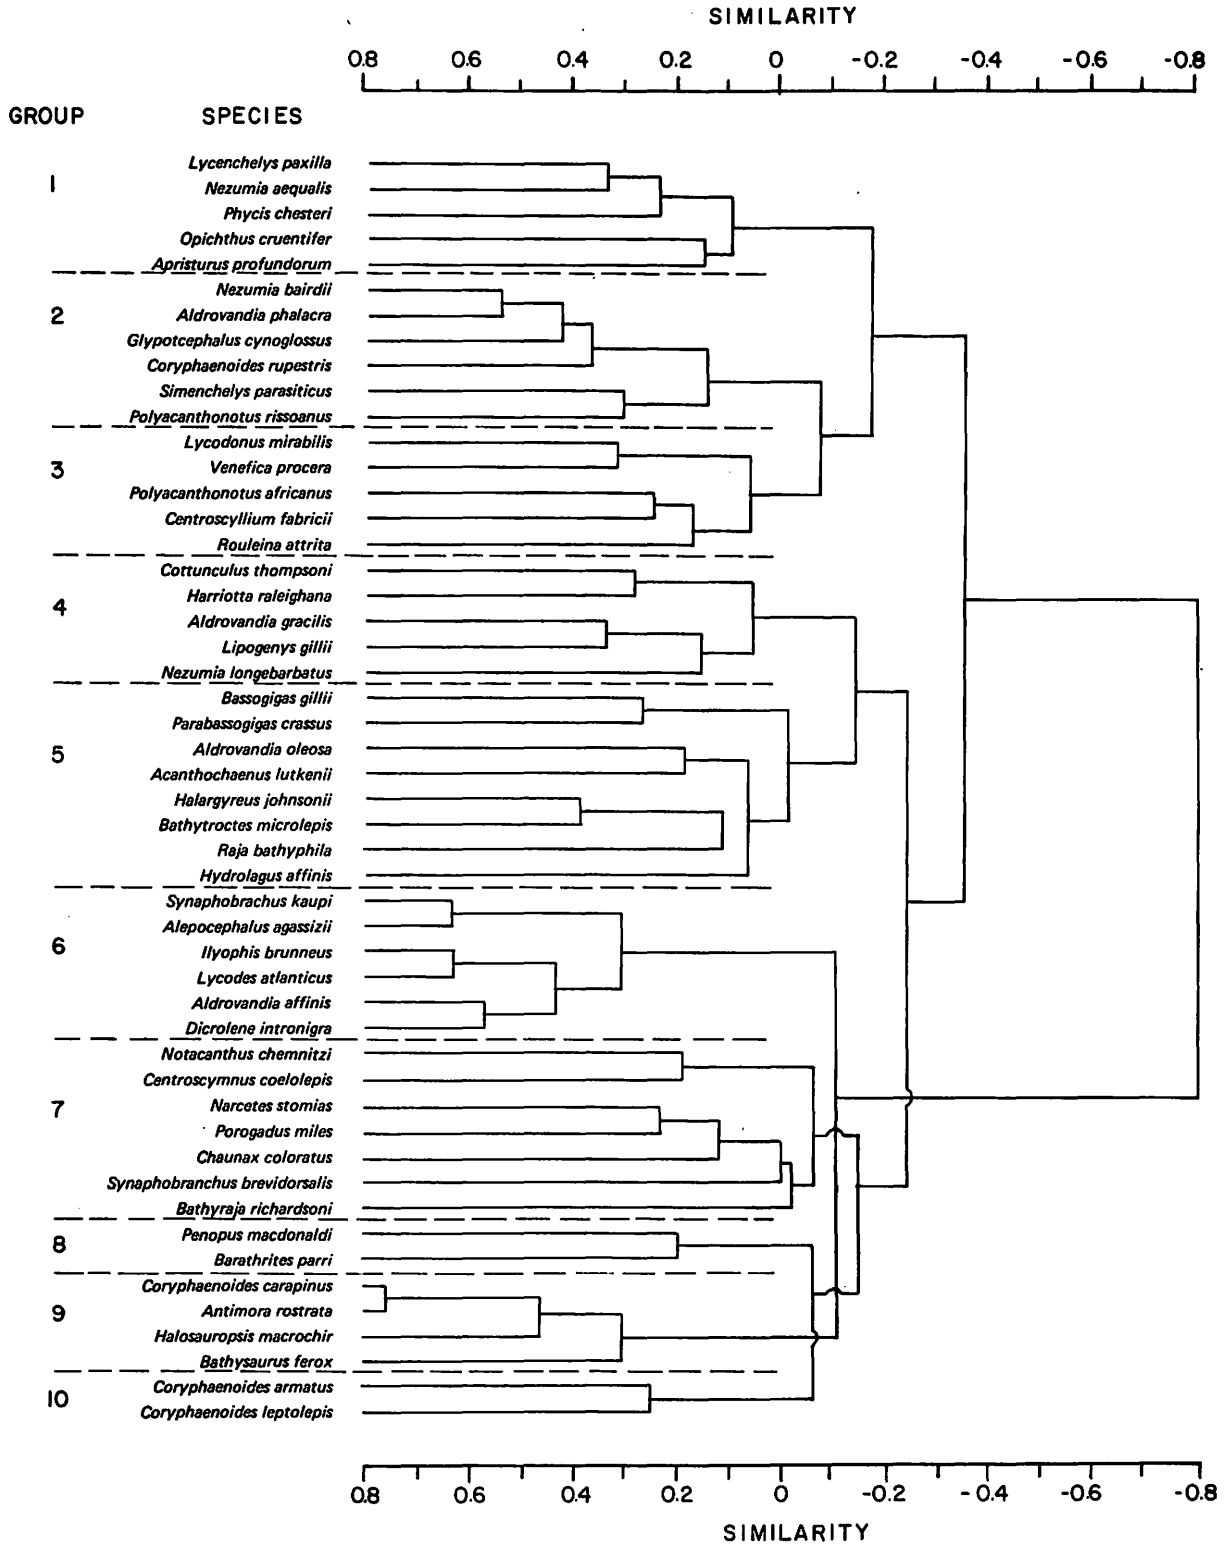 SIMILARITY
0.8 0.6 0.4 0.2 0 -0.2 -0.4 -0.6 -0.8
GROUP SPECIES
Lycenchelys paxilla
1
Nezumia aequalis
Phycis chesteri
Opichthus cruentifer
Apristurus profundorum
Nezumia bairdii
2 Aldrovandia phalacra
Glypotcephalus cynoglossus
Coryphaenoides rupestris
Simenchelys parasiticus
Polyacanthonotus rissoanus
Lycodonus mirabilis
3 Venefica procera
Polyacanthonotus africanus
Centroscyllium fabricii
Rouleina attrita
Cottunculus thompsoni
4 Harriotta raleighana
Aldrovandia gracilis
Lipogenys gillii
Nezumia longebarbatus
Bassogigas gillii
Parabassogigas crassus
5 Aldrovandia oleosa
Acanthochaenus lutkenii
Halargyreus johnsonii
Bathytroctes microlepis
Raja bathyphila
Hydrolagus affinis
Synaphobrachus kaupi
Alepocephalus agassizii
6 Ilyophis brunneus
Lycodes atlanticus
Aldrovandia affinis
Dicrolene intronigra
Notacanthus chemnitzi
Centroscymnus coelolepis
7 Narcetes stomias
Porogadus miles
Chaunax coloratus
Synaphobranchus brevidorsalis
Bathyraja richardsoni
Penopus macdonaldi
8
Barathrites parri
Coryphaenoides carapinus
9 Antimora rostrata
Halosauropsis macrochir
Bathysaurus ferox
Coryphaenoides armatus
10
Coryphaenoides leptolepis
0.8 0.6 0.4 0.2 0 -0.2 -0.4 -0.6 -0.8
SIMILARITY